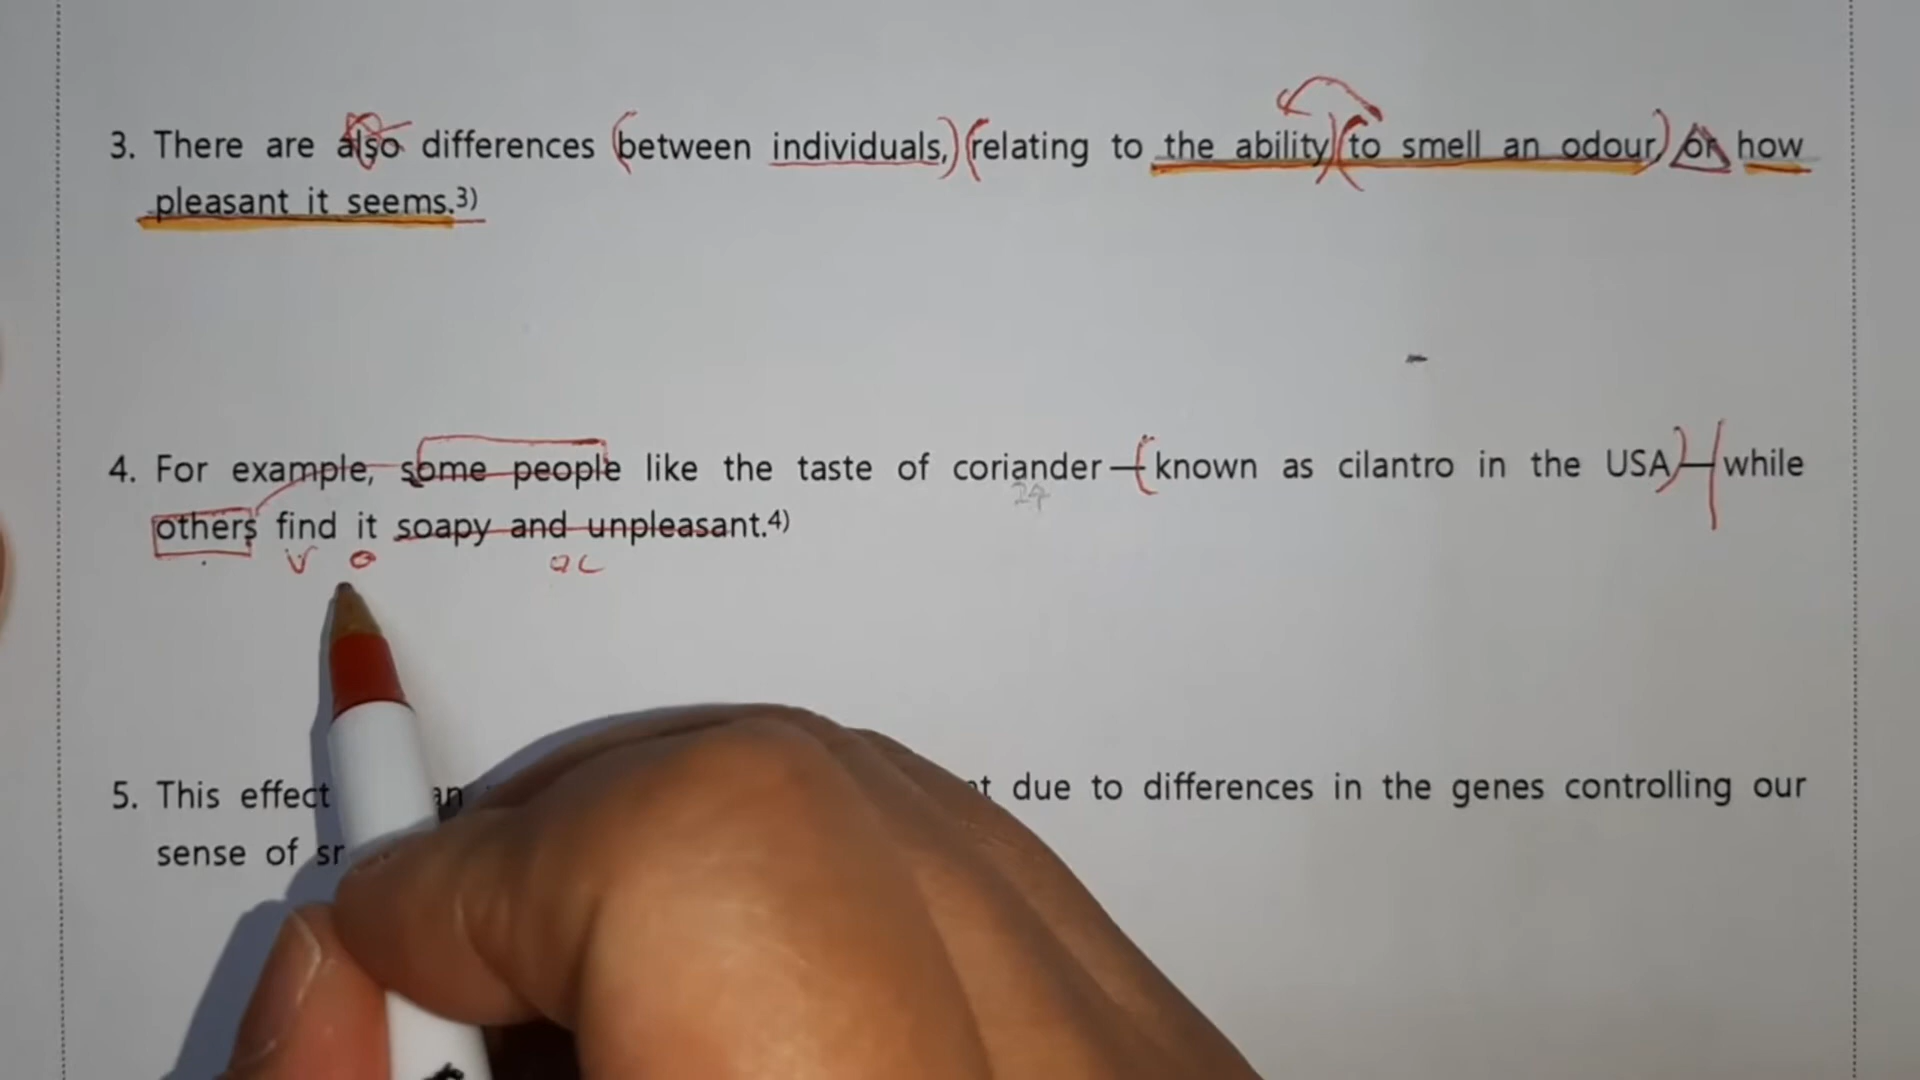 3. There are also differences between individuals, relating to the ability to smell an odour or how
pleasant it seems.3)
4. For example, some people like the taste of coriander—known as cilantro in the USA—while
others find it soapy and unpleasant.4)
V O OC
5. This effect an due to differences in the genes controlling our
sense of